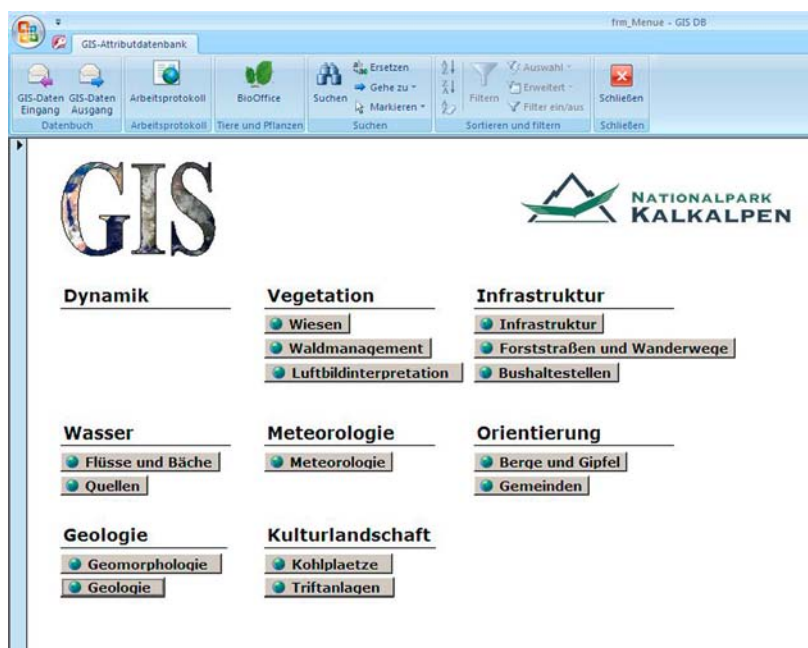 frm_Menue - GIS DB
GIS-Attributdatenbank
GIS-Daten Eingang
GIS-Daten Ausgang
Datenbuch
Arbeitsprotokoll
Arbeitsprotokoll
BioOffice
Tiere und Pflanzen
Suchen
Ersetzen
Gehe zu
Markieren
Suchen
Filtern
Auswahl
Erweitert
Filter ein/aus
Sortieren und filtern
Schließen
Schließen
GIS
NATIONALPARK
KALKALPEN
Dynamik
Vegetation
Wiesen
Waldmanagement
Luftbildinterpretation
Infrastruktur
Infrastruktur
Forststraßen und Wanderwege
Bushaltestellen
Wasser
Flüsse und Bäche
Quellen
Meteorologie
Meteorologie
Orientierung
Berge und Gipfel
Gemeinden
Geologie
Geomorphologie
Geologie
Kulturlandschaft
Kohlplaetze
Triftanlagen